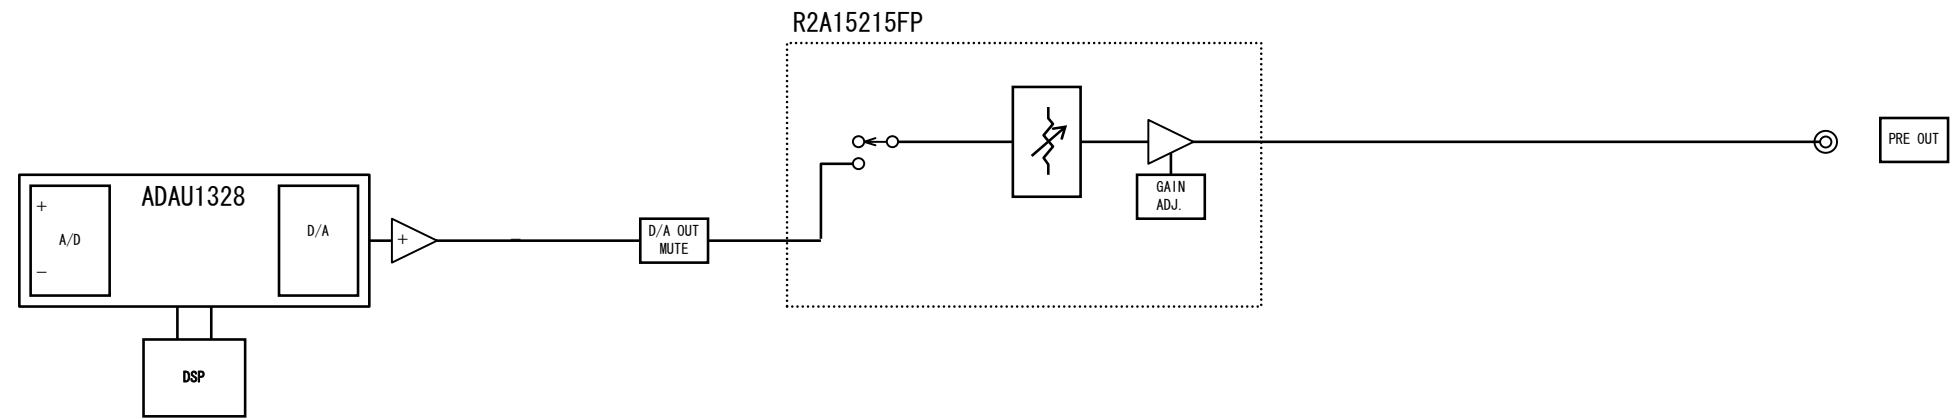 R2A15215FP
PRE OUT
GAIN
ADJ.
ADAU1328
+
A/D
−
D/A
+
D/A OUT
MUTE
DSP